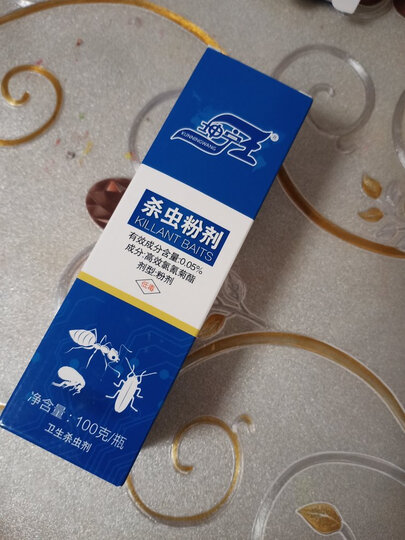 坤宁王®
KUNNINGWANG
杀虫粉剂
KILLANT BAITS
有效成分含量:0.05%
成分:高效氯氰菊酯
剂型:粉剂
低毒
净含量：100克/瓶
卫生杀虫剂